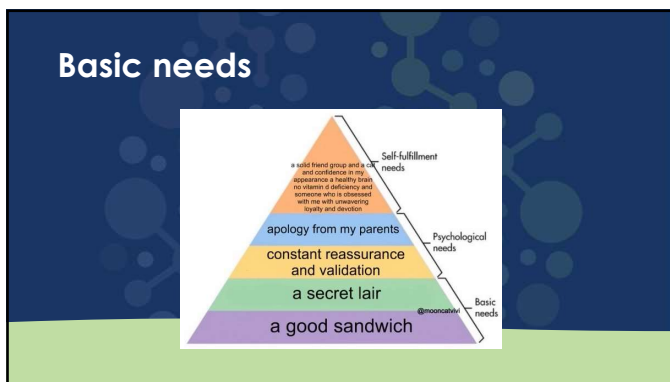 Basic needs
a solid friend group and a cat
and confidence in my
appearance a healthy brain
no vitamin d deficiency and
someone who is obsessed
with me with unwavering
loyalty and devotion
Self-fulfillment
needs
apology from my parents
Psychological
needs
constant reassurance
and validation
a secret lair
@mooncatvivi
Basic
needs
a good sandwich